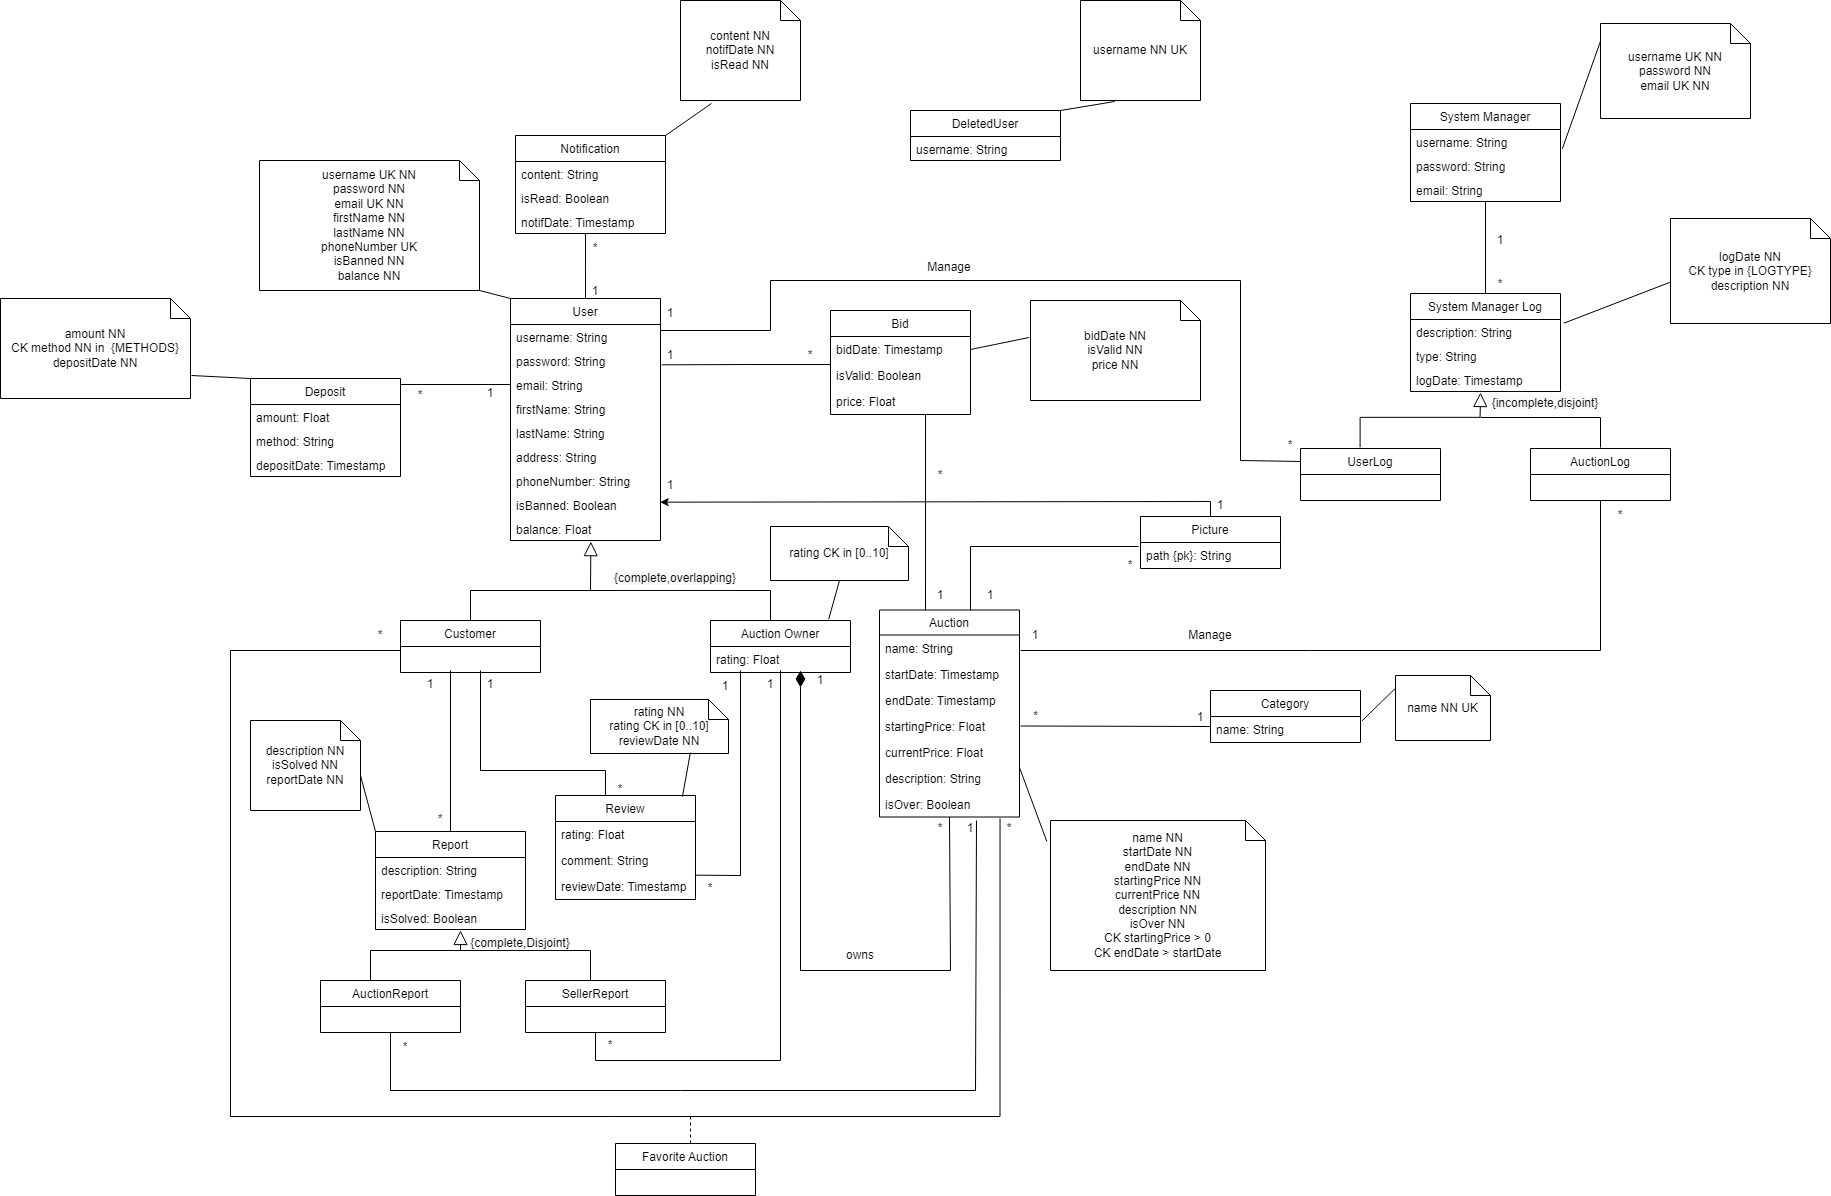 content NN
notifDate NN
isRead NN
username NN UK
username UK NN
password NN
email UK NN
DeletedUser
username: String
System Manager
username: String
password: String
email: String
Notification
content: String
isRead: Boolean
notifDate: Timestamp
*
1
username UK NN
password NN
email UK NN
firstName NN
lastName NN
phoneNumber UK
isBanned NN
balance NN
1
*
logDate NN
CK type in {LOGTYPE}
description NN
Manage
amount NN
CK method NN in  {METHODS}
depositDate NN
Deposit
amount: Float
method: String
depositDate: Timestamp
*
1
User
username: String
password: String
email: String
firstName: String
lastName: String
address: String
phoneNumber: String
isBanned: Boolean
balance: Float
1
1
*
1
Bid
bidDate: Timestamp
isValid: Boolean
price: Float
bidDate NN
isValid NN
price NN
System Manager Log
description: String
type: String
logDate: Timestamp
{incomplete,disjoint}
*
UserLog
AuctionLog
*
*
1
Picture
path {pk}: String
*
rating CK in [0..10]
{complete,overlapping}
1
1
*
Customer
1
1
Auction Owner
rating: Float
1
1
1
Auction
name: String
startDate: Timestamp
endDate: Timestamp
startingPrice: Float
currentPrice: Float
description: String
isOver: Boolean
1
Manage
*
1
Category
name: String
name NN UK
*
1
*
description NN
isSolved NN
reportDate NN
rating NN
rating CK in [0..10]
reviewDate NN
*
*
Review
rating: Float
comment: String
reviewDate: Timestamp
*
Report
description: String
reportDate: Timestamp
isSolved: Boolean
{complete,Disjoint}
name NN
startDate NN
endDate NN
startingPrice NN
currentPrice NN
description NN
isOver NN
CK startingPrice > 0
CK endDate > startDate
owns
AuctionReport
SellerReport
*
*
Favorite Auction